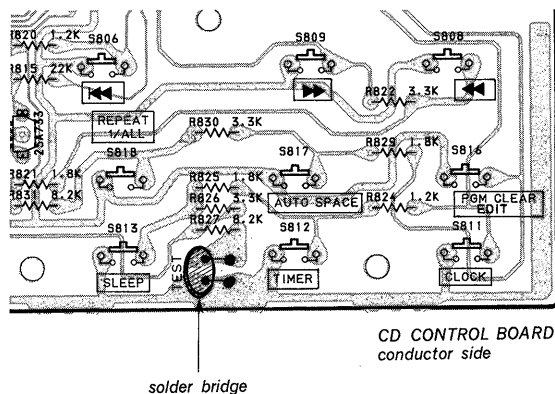 R820 1.2K S806 S809 S808
R815 22K R822 3.3K
REPEAT
1/ALL
2SA733
R830 3.3K R829 1.8K
S818 S817 S816
R821 1.8K R825 1.8K
R83 8.2K R826 3.3K AUTO SPACE R824 1.2K PGM CLEAR
EDIT
R827 8.2K
S813 S812 S811
SLEEP TEST TIMER CLOCK
CD CONTROL BOARD
conductor side
solder bridge